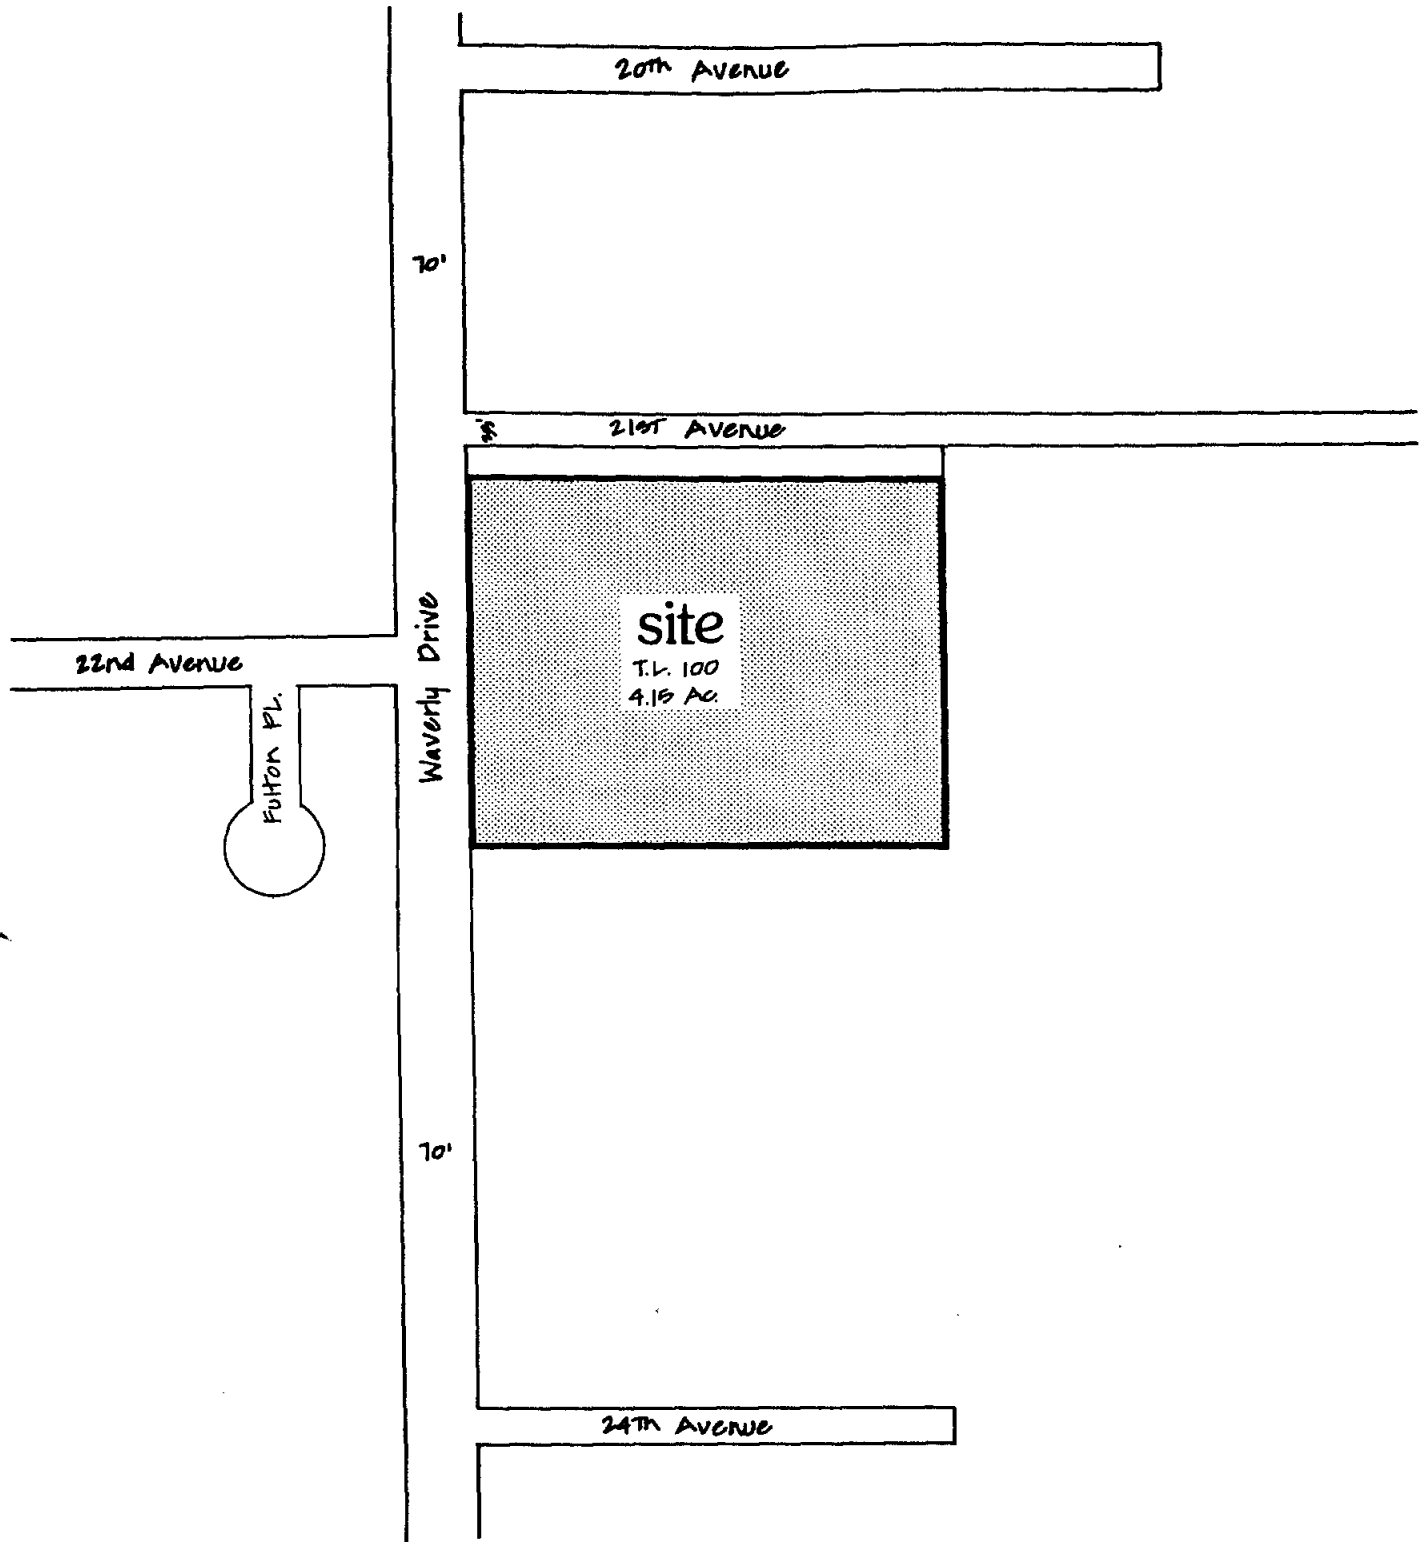 20th Avenue
70'
35'
21st Avenue
site
T.L. 100
4.15 Ac.
22nd Avenue
Fulton PL.
Waverly Drive
70'
24th Avenue